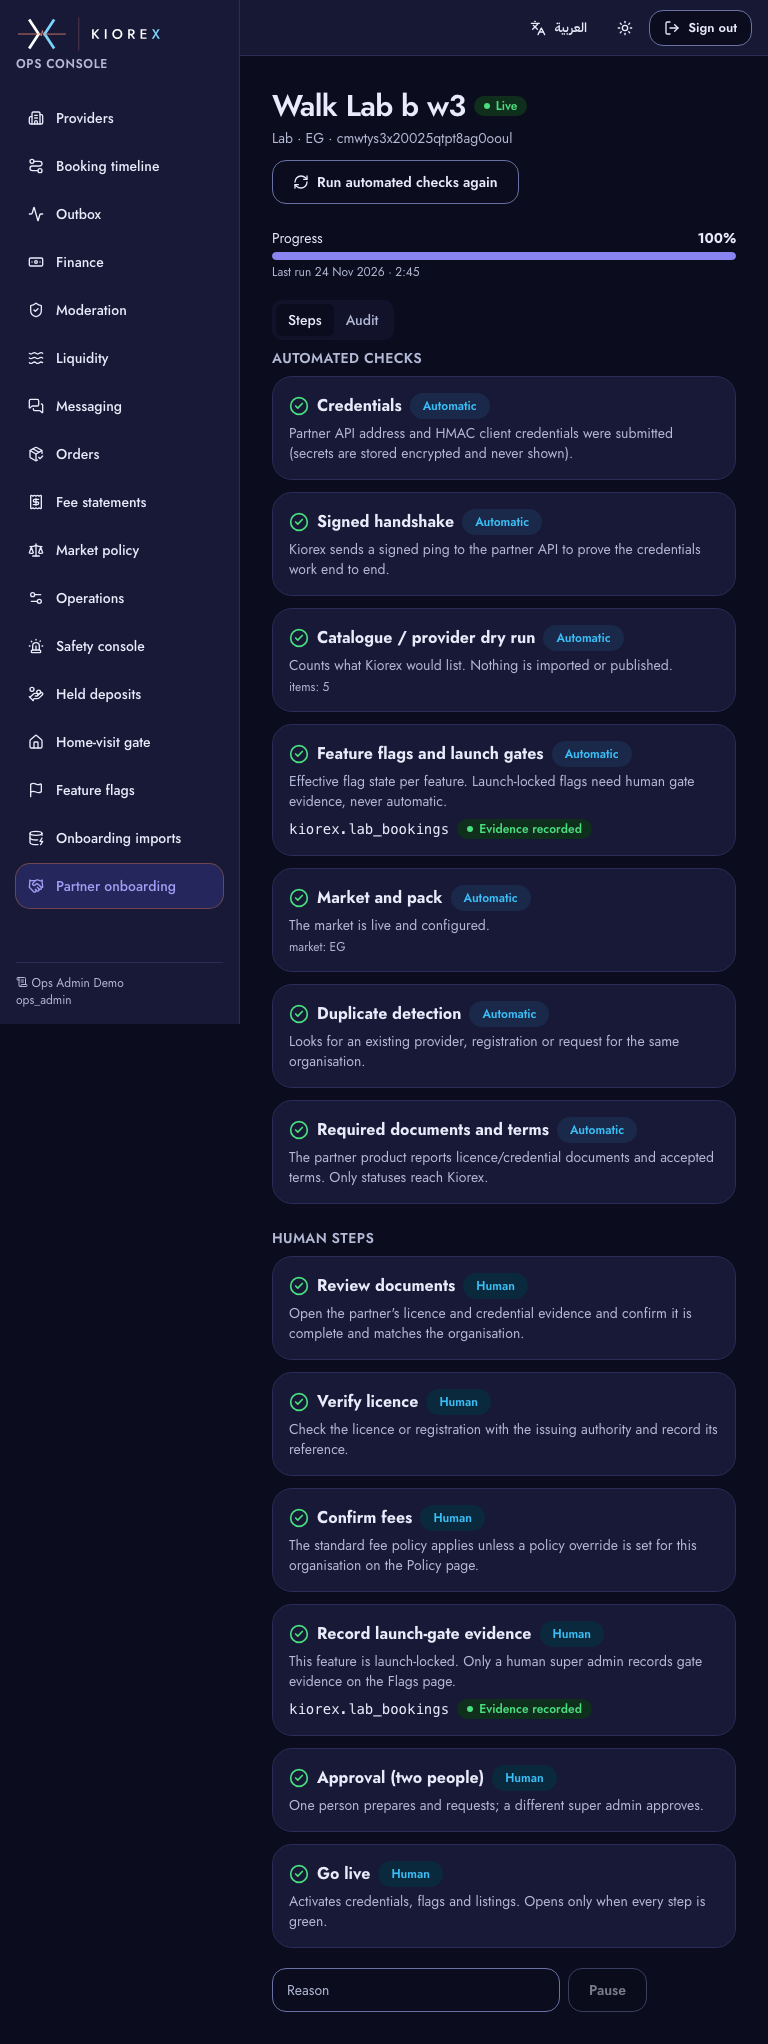 KIOREX
OPS CONSOLE
Providers
Booking timeline
Outbox
Finance
Moderation
Liquidity
Messaging
Orders
Fee statements
Market policy
Operations
Safety console
Held deposits
Home-visit gate
Feature flags
Onboarding imports
Partner onboarding
Ops Admin Demo
ops_admin
العربية
Sign out
Walk Lab b w3 Live
Lab · EG · cmwtys3x20025qtpt8ag0ooul
Run automated checks again
Progress 100%
Last run 24 Nov 2026 · 2:45
Steps Audit
AUTOMATED CHECKS
Credentials Automatic
Partner API address and HMAC client credentials were submitted
(secrets are stored encrypted and never shown).
Signed handshake Automatic
Kiorex sends a signed ping to the partner API to prove the credentials
work end to end.
Catalogue / provider dry run Automatic
Counts what Kiorex would list. Nothing is imported or published.
items: 5
Feature flags and launch gates Automatic
Effective flag state per feature. Launch-locked flags need human gate
evidence, never automatic.
kiorex.lab_bookings Evidence recorded
Market and pack Automatic
The market is live and configured.
market: EG
Duplicate detection Automatic
Looks for an existing provider, registration or request for the same
organisation.
Required documents and terms Automatic
The partner product reports licence/credential documents and accepted
terms. Only statuses reach Kiorex.
HUMAN STEPS
Review documents Human
Open the partner's licence and credential evidence and confirm it is
complete and matches the organisation.
Verify licence Human
Check the licence or registration with the issuing authority and record its
reference.
Confirm fees Human
The standard fee policy applies unless a policy override is set for this
organisation on the Policy page.
Record launch-gate evidence Human
This feature is launch-locked. Only a human super admin records gate
evidence on the Flags page.
kiorex.lab_bookings Evidence recorded
Approval (two people) Human
One person prepares and requests; a different super admin approves.
Go live Human
Activates credentials, flags and listings. Opens only when every step is
green.
Reason Pause